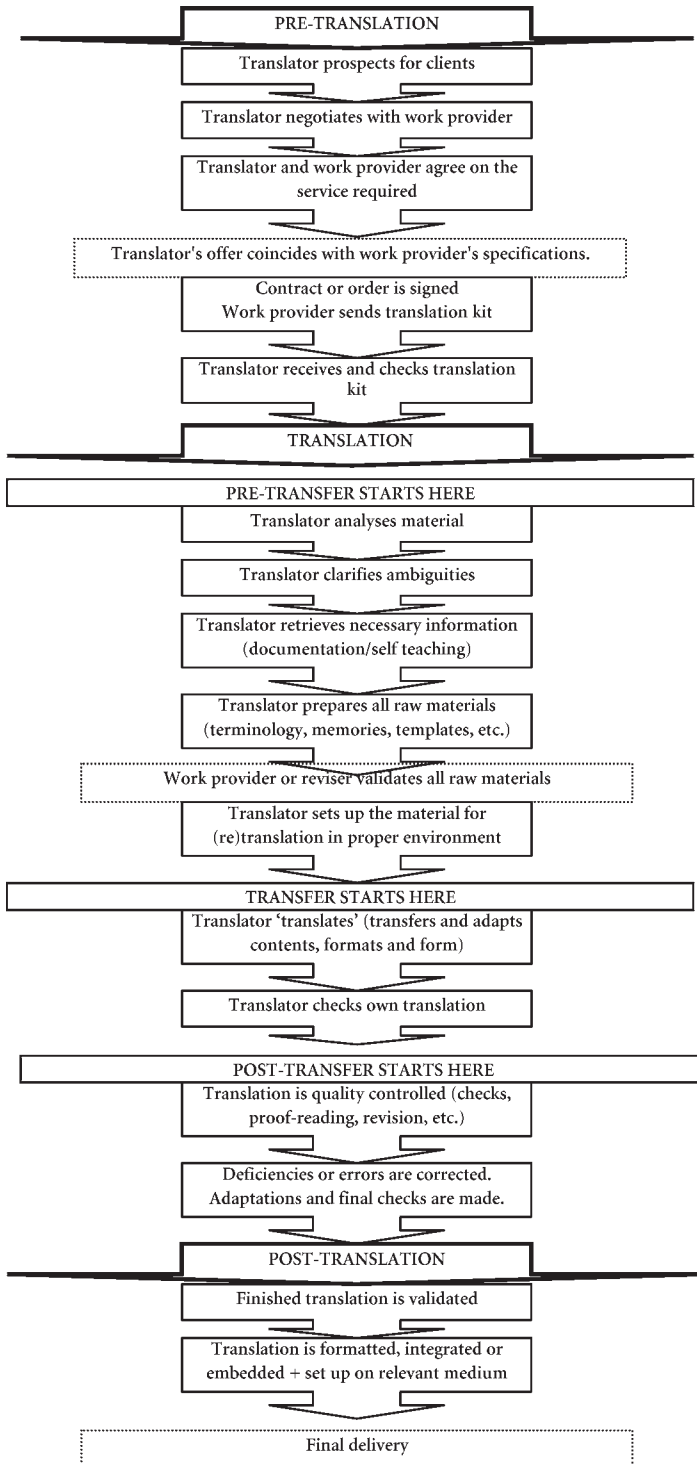 PRE-TRANSLATION
Translator prospects for clients
Translator negotiates with work provider
Translator and work provider agree on the
service required
Translator's offer coincides with work provider's specifications.
Contract or order is signed
Work provider sends translation kit
Translator receives and checks translation
kit
TRANSLATION
PRE-TRANSFER STARTS HERE
Translator analyses material
Translator clarifies ambiguities
Translator retrieves necessary information
(documentation/self teaching)
Translator prepares all raw materials
(terminology, memories, templates, etc.)
Work provider or reviser validates all raw materials
Translator sets up the material for
(re)translation in proper environment
TRANSFER STARTS HERE
Translator ‘translates’ (transfers and adapts
contents, formats and form)
Translator checks own translation
POST-TRANSFER STARTS HERE
Translation is quality controlled (checks,
proof-reading, revision, etc.)
Deficiencies or errors are corrected.
Adaptations and final checks are made.
POST-TRANSLATION
Finished translation is validated
Translation is formatted, integrated or
embedded + set up on relevant medium
Final delivery